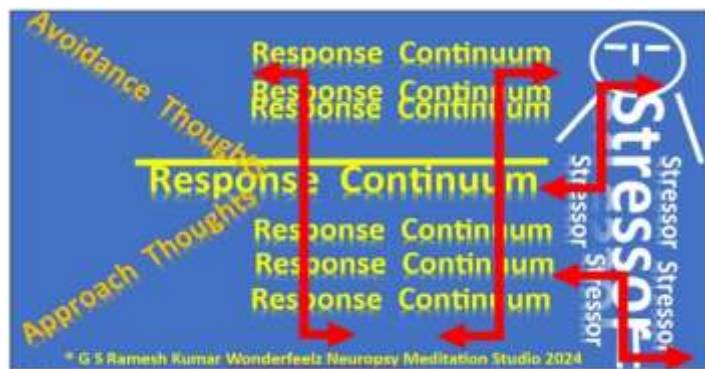 Avoidance Thoughts
Approach Thoughts
Response Continuum
Response Continuum
Response Continuum
Response Continuum
Response Continuum
Response Continuum
Response Continuum
Stressor
Stressor
Stressor
Stressor
Stressor
Stressor
* G S Ramesh Kumar Wonderfeelz Neuropsy Meditation Studio 2024